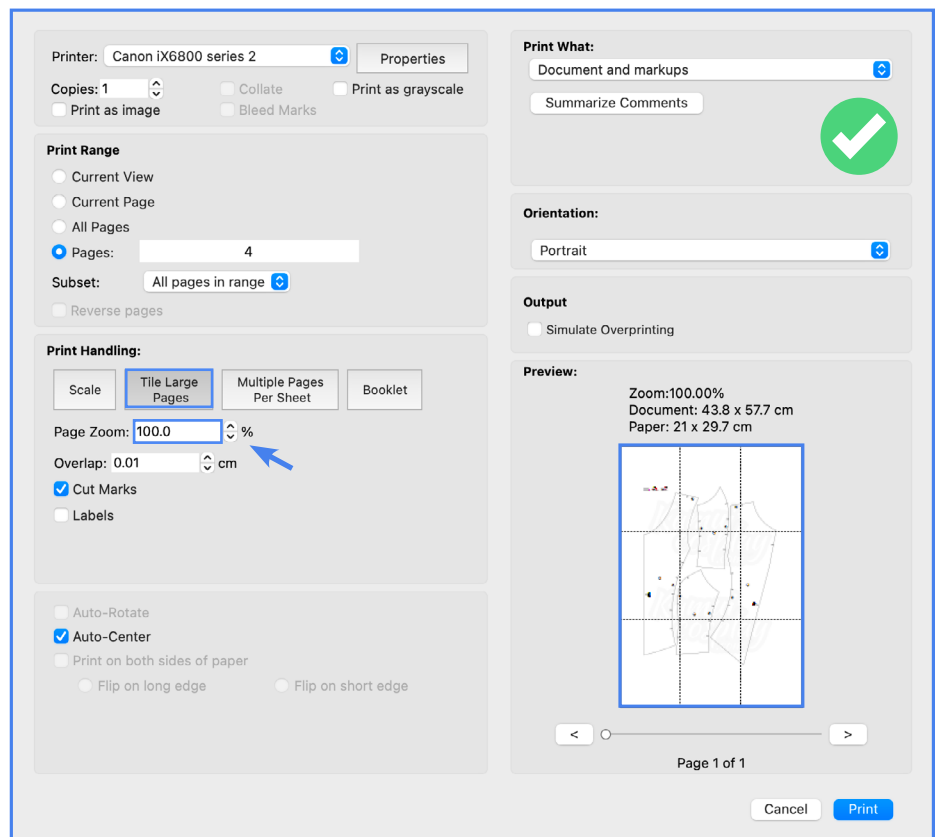 Printer: Canon iX6800 series 2 Properties
Copies: 1 Collate Print as grayscale
Print as image Bleed Marks
Print Range
Current View
Current Page
All Pages
Pages: 4
Subset: All pages in range
Reverse pages
Print Handling:
Scale
Tile Large
Pages
Multiple Pages
Per Sheet
Booklet
Page Zoom: 100.0 %
Overlap: 0.01 cm
Cut Marks
Labels
Auto-Rotate
Auto-Center
Print on both sides of paper
Flip on long edge Flip on short edge
Print What:
Document and markups
Summarize Comments
Orientation:
Portrait
Output
Simulate Overprinting
Preview:
Zoom:100.00%
Document: 43.8 x 57.7 cm
Paper: 21 x 29.7 cm
< >
Page 1 of 1
Cancel Print